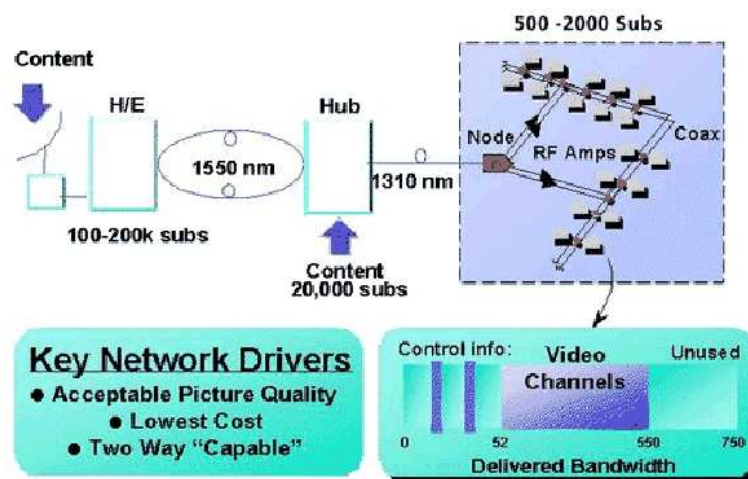 500 -2000 Subs
Content
H/E
Hub
Node
Coax
RF Amps
1550 nm
1310 nm
100-200k subs
Content
20,000 subs
Key Network Drivers
● Acceptable Picture Quality
● Lowest Cost
● Two Way “Capable”
Control info:
Video
Channels
Unused
0
52
550
750
Delivered Bandwidth